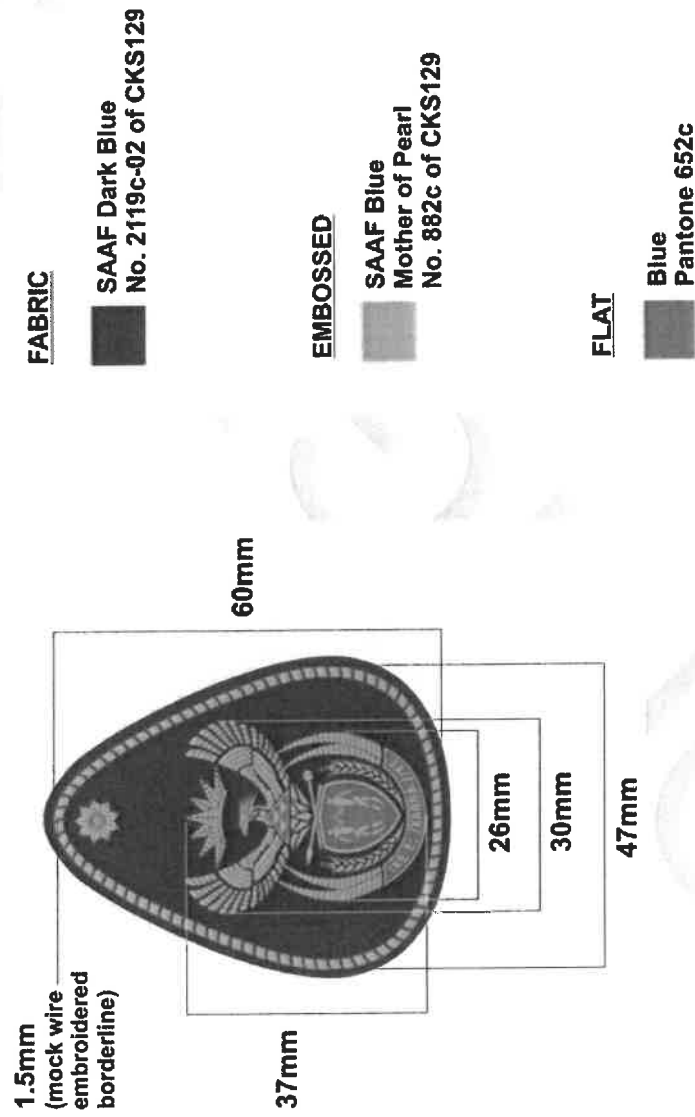 FABRIC
SAAF Dark Blue
No. 2119c-02 of CKS129
EMBOSSED
SAAF Blue
Mother of Pearl
No. 882c of CKS129
FLAT
Blue
Pantone 652c
1.5mm
(mock wire
embroidered
borderline)
60mm
37mm
26mm
30mm
47mm